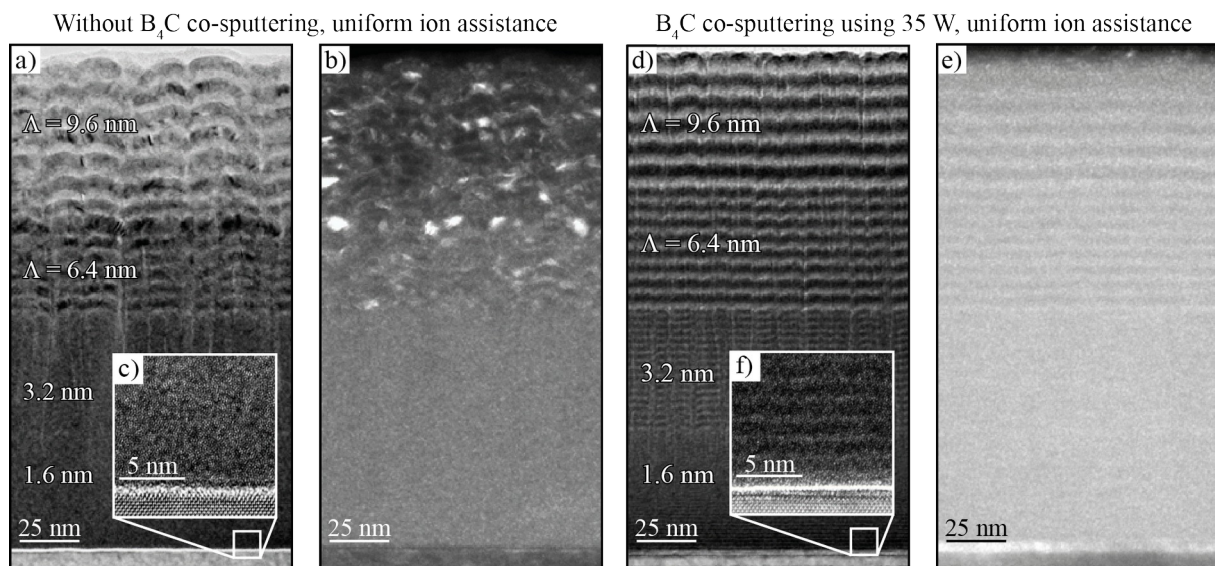 Without B₄C co-sputtering, uniform ion assistance
B₄C co-sputtering using 35 W, uniform ion assistance
a)
Λ = 9.6 nm
Λ = 6.4 nm
3.2 nm
1.6 nm
25 nm
b)
c)
5 nm
d)
Λ = 9.6 nm
Λ = 6.4 nm
3.2 nm
1.6 nm
25 nm
f)
5 nm
e)
25 nm